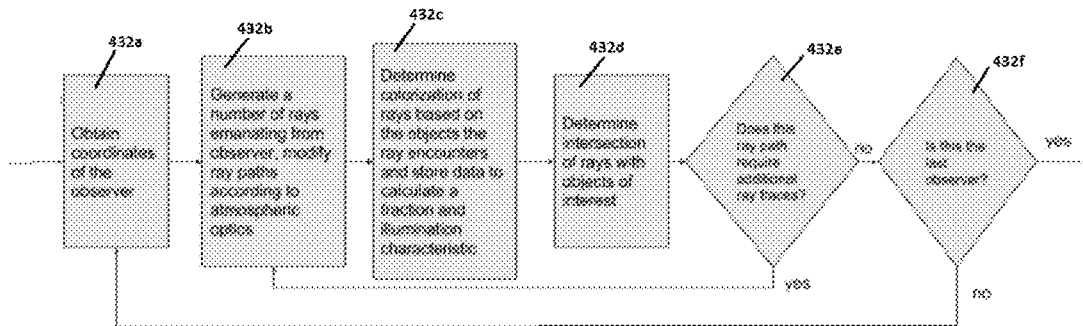 432a
432b
432c
432d
432e
432f
Obtain
coordinates
of the
observer
Generate a
number of rays
emanating from
observer, modify
ray paths
according to
atmospheric
optics
Determine
colorization of
rays based on
the objects the
ray encounters
and store data to
calculate a
fraction and
illumination
characteristic
Determine
intersection
of rays with
objects of
interest
Does this
ray path
require
additional
ray traces?
no
Is this the
last
observer?
yes
yes
no